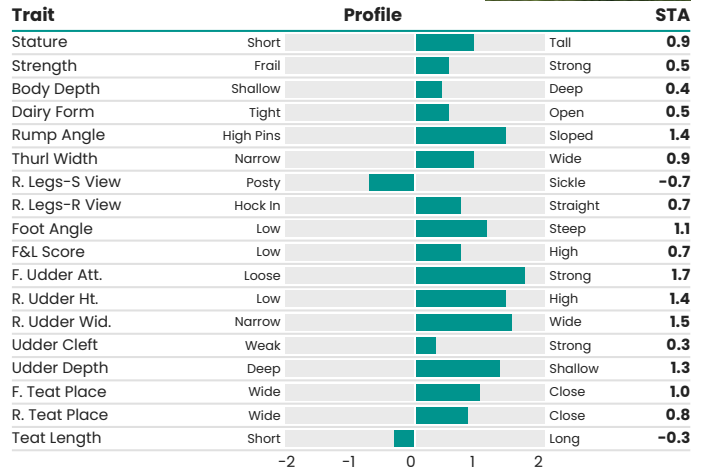 Trait Profile STA
Stature Short Tall 0.9
Strength Frail Strong 0.5
Body Depth Shallow Deep 0.4
Dairy Form Tight Open 0.5
Rump Angle High Pins Sloped 1.4
Thurl Width Narrow Wide 0.9
R. Legs-S View Posty Sickle -0.7
R. Legs-R View Hock In Straight 0.7
Foot Angle Low Steep 1.1
F&L Score Low High 0.7
F. Udder Att. Loose Strong 1.7
R. Udder Ht. Low High 1.4
R. Udder Wid. Narrow Wide 1.5
Udder Cleft Weak Strong 0.3
Udder Depth Deep Shallow 1.3
F. Teat Place Wide Close 1.0
R. Teat Place Wide Close 0.8
Teat Length Short Long -0.3
-2 -1 0 1 2